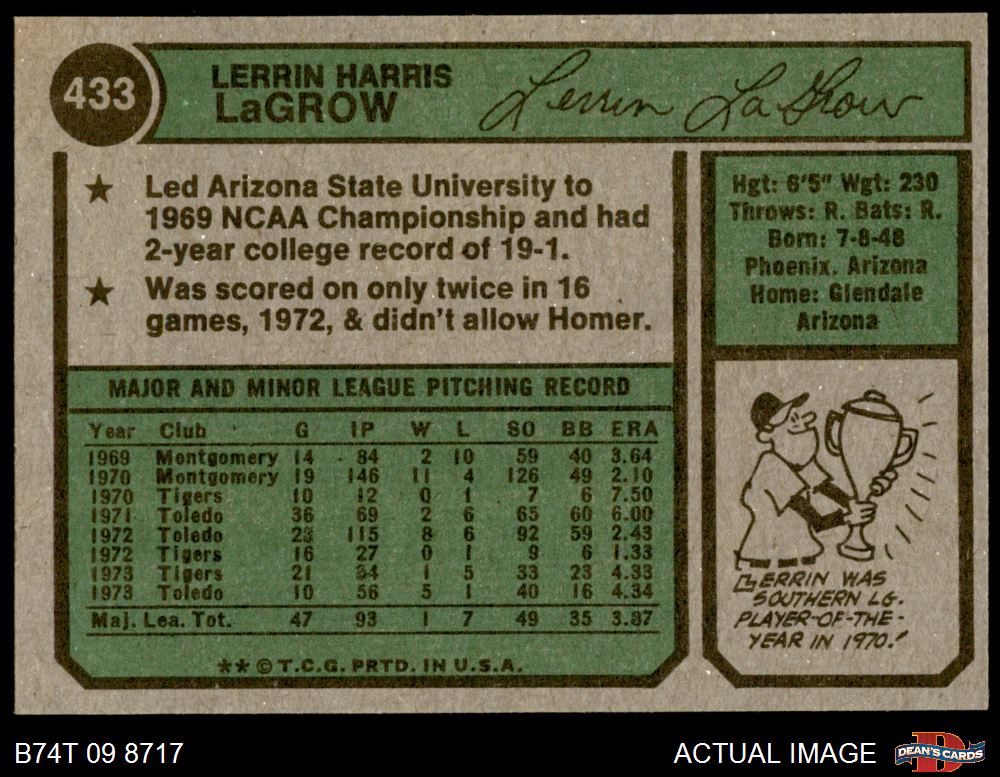 433
LERRIN HARRIS
LaGROW
Lerrin LaGrow
★ Led Arizona State University to
1969 NCAA Championship and had
2-year college record of 19-1.
★ Was scored on only twice in 16
games, 1972, & didn't allow Homer.
Hgt: 6'5" Wgt: 230
Throws: R. Bats: R.
Born: 7-8-48
Phoenix, Arizona
Home: Glendale
Arizona
MAJOR AND MINOR LEAGUE PITCHING RECORD
Year Club G IP W L SO BB ERA
1969 Montgomery 14 84 2 10 59 40 3.64
1970 Montgomery 19 146 11 4 126 49 2.10
1970 Tigers 10 12 0 1 7 6 7.50
1971 Toledo 36 69 2 6 65 60 6.00
1972 Toledo 23 115 8 6 92 59 2.43
1972 Tigers 16 27 0 1 9 6 1.33
1973 Tigers 21 54 1 5 33 23 4.33
1973 Toledo 10 56 5 1 40 16 4.34
Maj. Lea. Tot. 47 93 1 7 49 35 3.87
** © T.C.G. PRTD. IN U.S.A.
LERRIN WAS
SOUTHERN LG.
PLAYER-OF-THE-
YEAR IN 1970.!
B74T 09 8717
ACTUAL IMAGE
D
DEAN'S CARDS